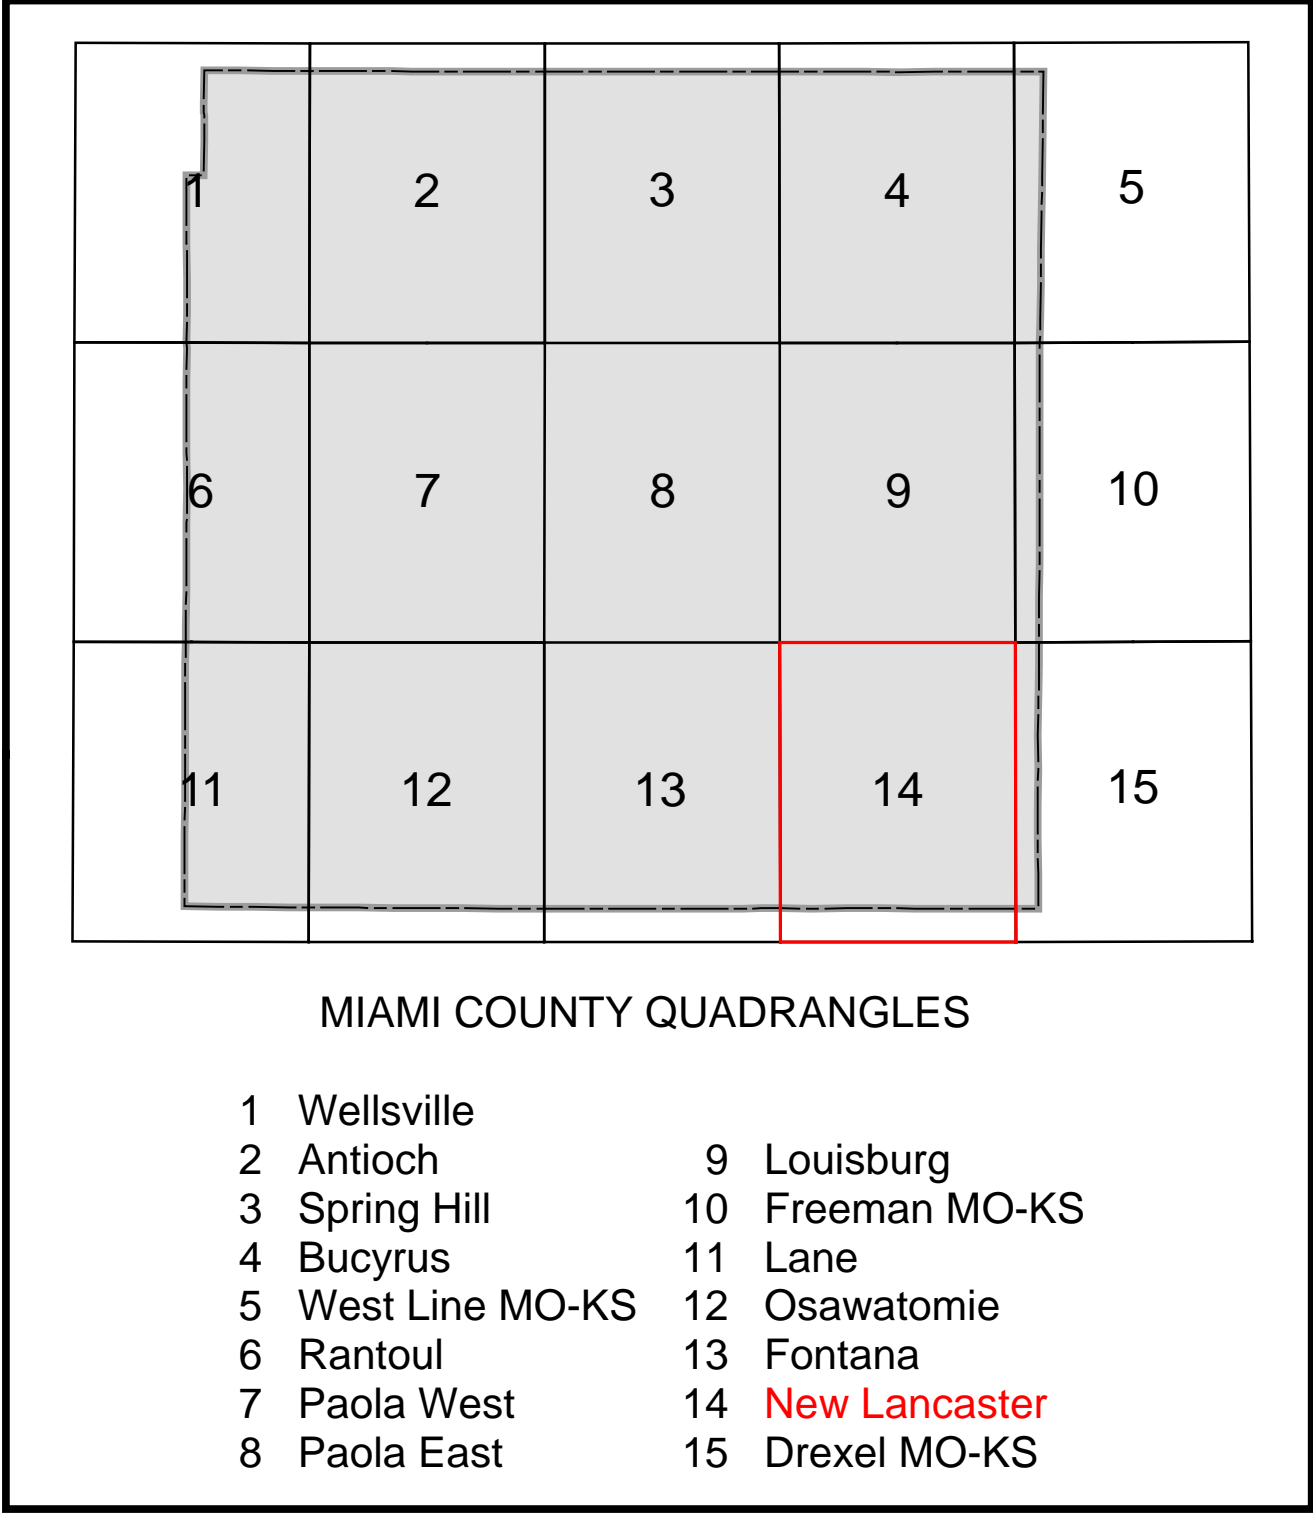 1 2 3 4 5
6 7 8 9 10
11 12 13 14 15
MIAMI COUNTY QUADRANGLES
1 Wellsville
2 Antioch
3 Spring Hill
4 Bucyrus
5 West Line MO-KS
6 Rantoul
7 Paola West
8 Paola East
9 Louisburg
10 Freeman MO-KS
11 Lane
12 Osawatomie
13 Fontana
14 New Lancaster
15 Drexel MO-KS